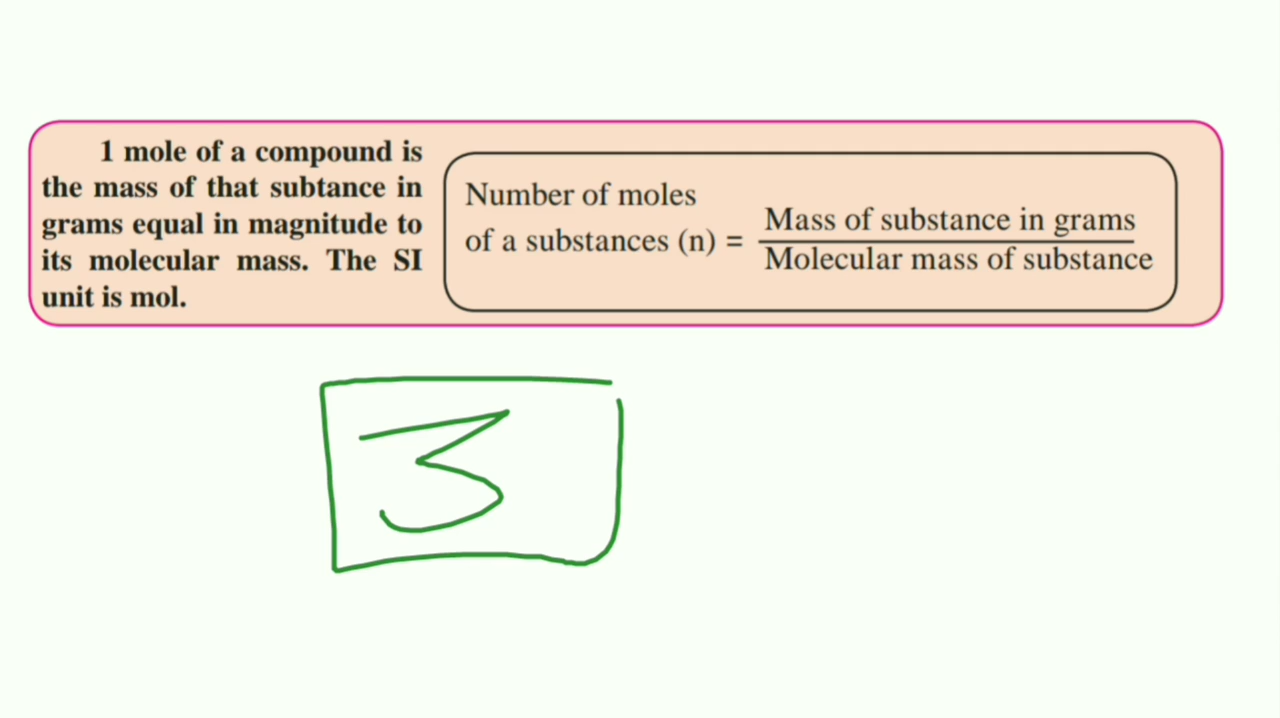 1 mole of a compound is
the mass of that subtance in
grams equal in magnitude to
its molecular mass. The SI
unit is mol.
Number of moles
of a substances (n) = Mass of substance in grams
Molecular mass of substance
3